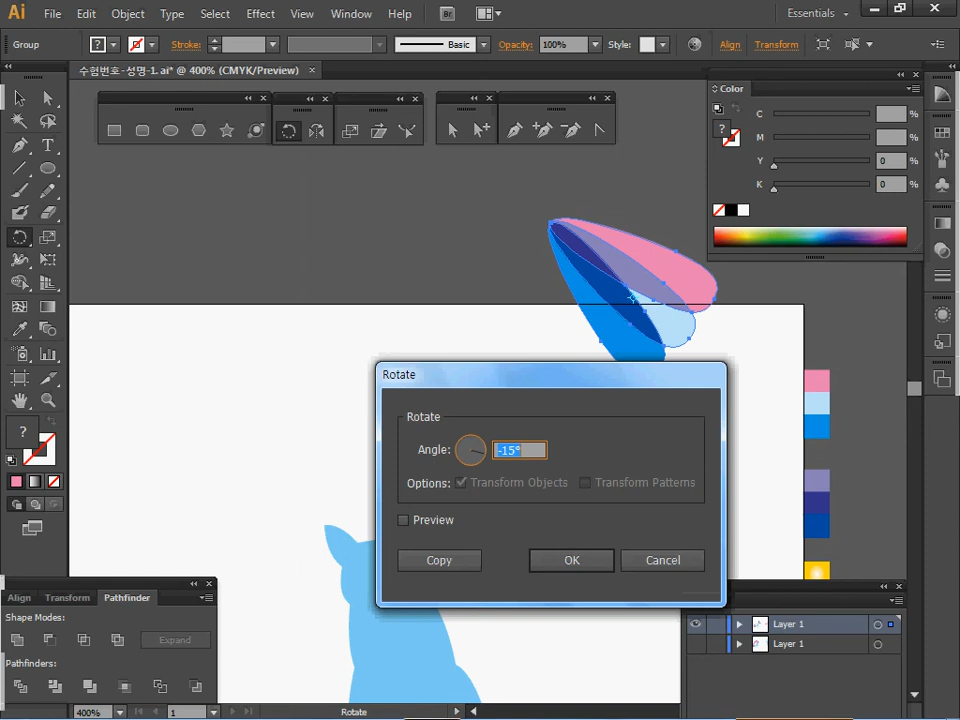 Ai File Edit Object Type Select Effect View Window Help Br Essentials
Group ? Stroke: Basic Opacity: 100% Style: Align Transform
수험번호-성명-1.ai* @ 400% (CMYK/Preview)
Color
C
M
Y 0 %
K 0 %
%
%
?
T
Rotate
Rotate
Angle: -15°
Options: Transform Objects Transform Patterns
Preview
Copy OK Cancel
?
Align Transform Pathfinder
Shape Modes:
Expand
Pathfinders:
Layer 1
Layer 1
400% 1 Rotate